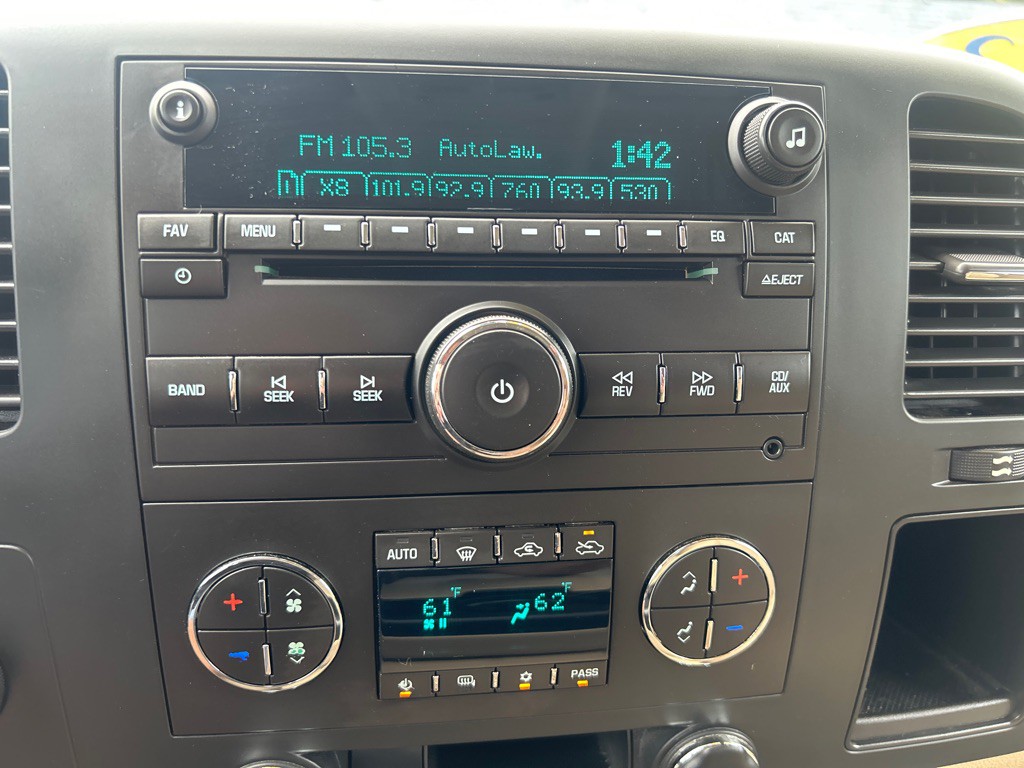 i
FM 105.3 AutoLaw. 1:42
X8 101.9 92.9 760 93.9 530
FAV MENU EQ CAT
EJECT
BAND SEEK SEEK REV FWD CD/
AUX
AUTO
61 °F 62 °F
PASS